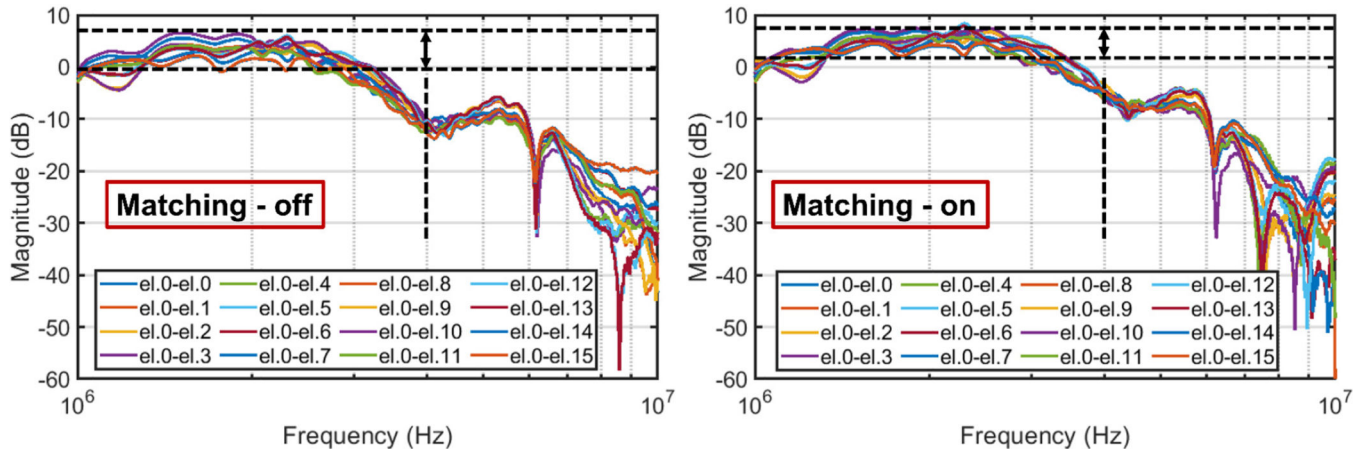 10
0
-10
-20
-30
-40
-50
-60
Magnitude (dB)
Matching - off
el.0-el.0 el.0-el.4 el.0-el.8 el.0-el.12
el.0-el.1 el.0-el.5 el.0-el.9 el.0-el.13
el.0-el.2 el.0-el.6 el.0-el.10 el.0-el.14
el.0-el.3 el.0-el.7 el.0-el.11 el.0-el.15
10⁶ 10⁷
Frequency (Hz)
10
0
-10
-20
-30
-40
-50
-60
Magnitude (dB)
Matching - on
el.0-el.0 el.0-el.4 el.0-el.8 el.0-el.12
el.0-el.1 el.0-el.5 el.0-el.9 el.0-el.13
el.0-el.2 el.0-el.6 el.0-el.10 el.0-el.14
el.0-el.3 el.0-el.7 el.0-el.11 el.0-el.15
10⁶ 10⁷
Frequency (Hz)